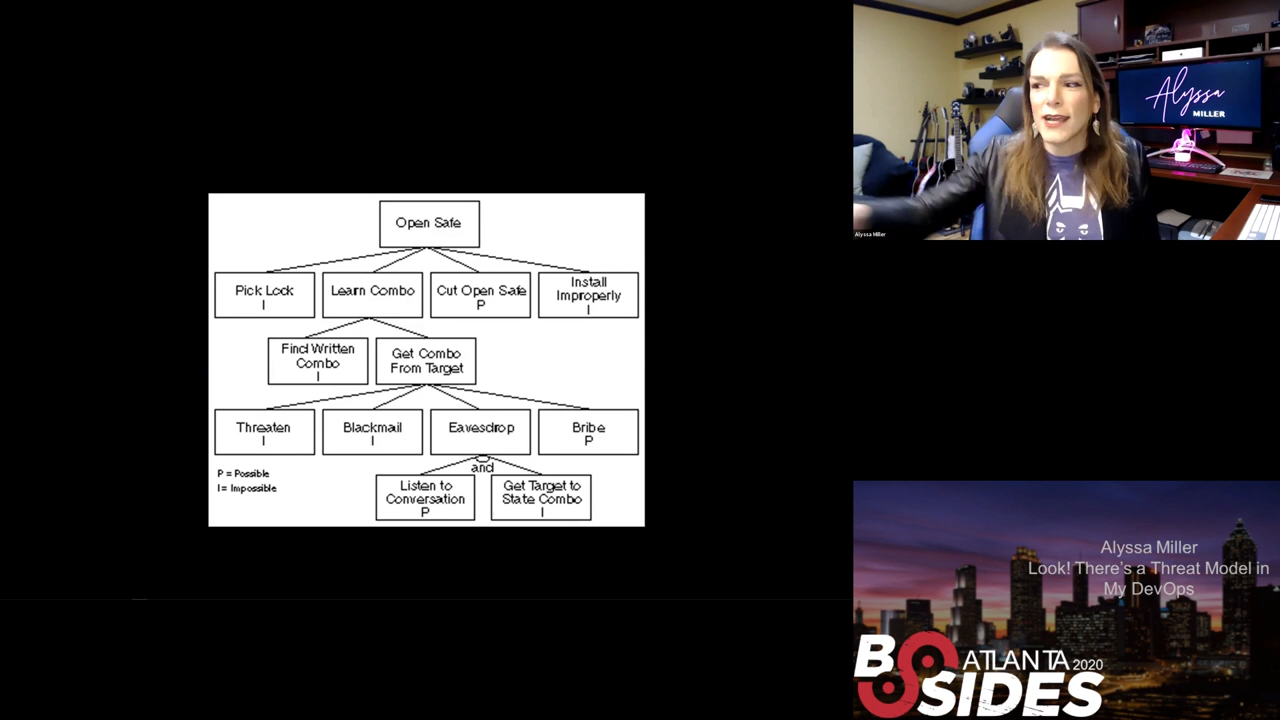 Open Safe
Pick Lock
I
Learn Combo
Cut Open Safe
P
Install
Improperly
I
Find Written
Combo
I
Get Combo
From Target
Threaten
I
Blackmail
I
Eavesdrop
Bribe
P
and
P = Possible
I = Impossible
Listen to
Conversation
P
Get Target to
State Combo
I
Alyssa
MILLER
Alyssa Miller
Alyssa Miller
Look! There's a Threat Model in
My DevOps
BSIDES
ATLANTA 2020